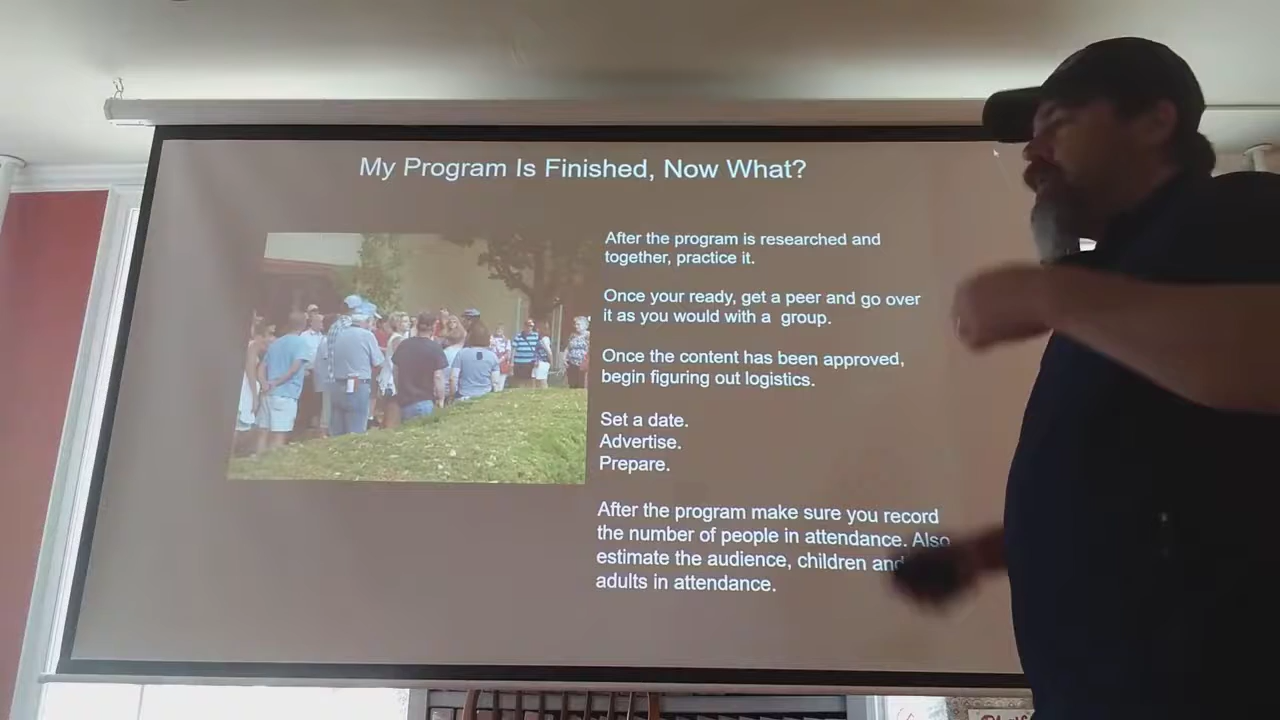 My Program Is Finished, Now What?
After the program is researched and
together, practice it.
Once your ready, get a peer and go over
it as you would with a group.
Once the content has been approved,
begin figuring out logistics.
Set a date.
Advertise.
Prepare.
After the program make sure you record
the number of people in attendance. Also
estimate the audience, children and
adults in attendance.